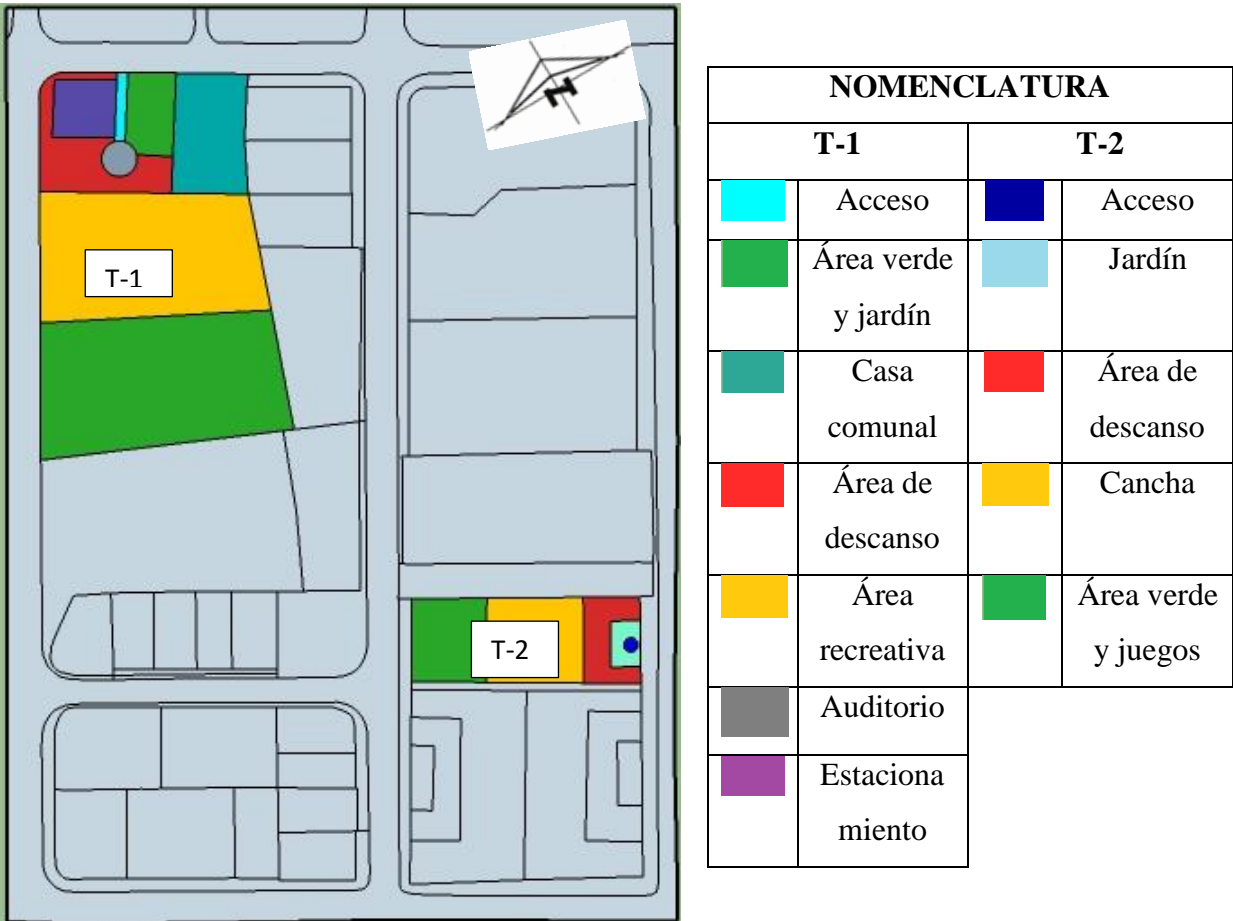 T-1
T-2
N
NOMENCLATURA
T-1 T-2
Acceso Acceso
Área verde
y jardín
Jardín
Casa
comunal
Área de
descanso
Área de
descanso
Cancha
Área
recreativa
Área verde
y juegos
Auditorio
Estaciona
miento